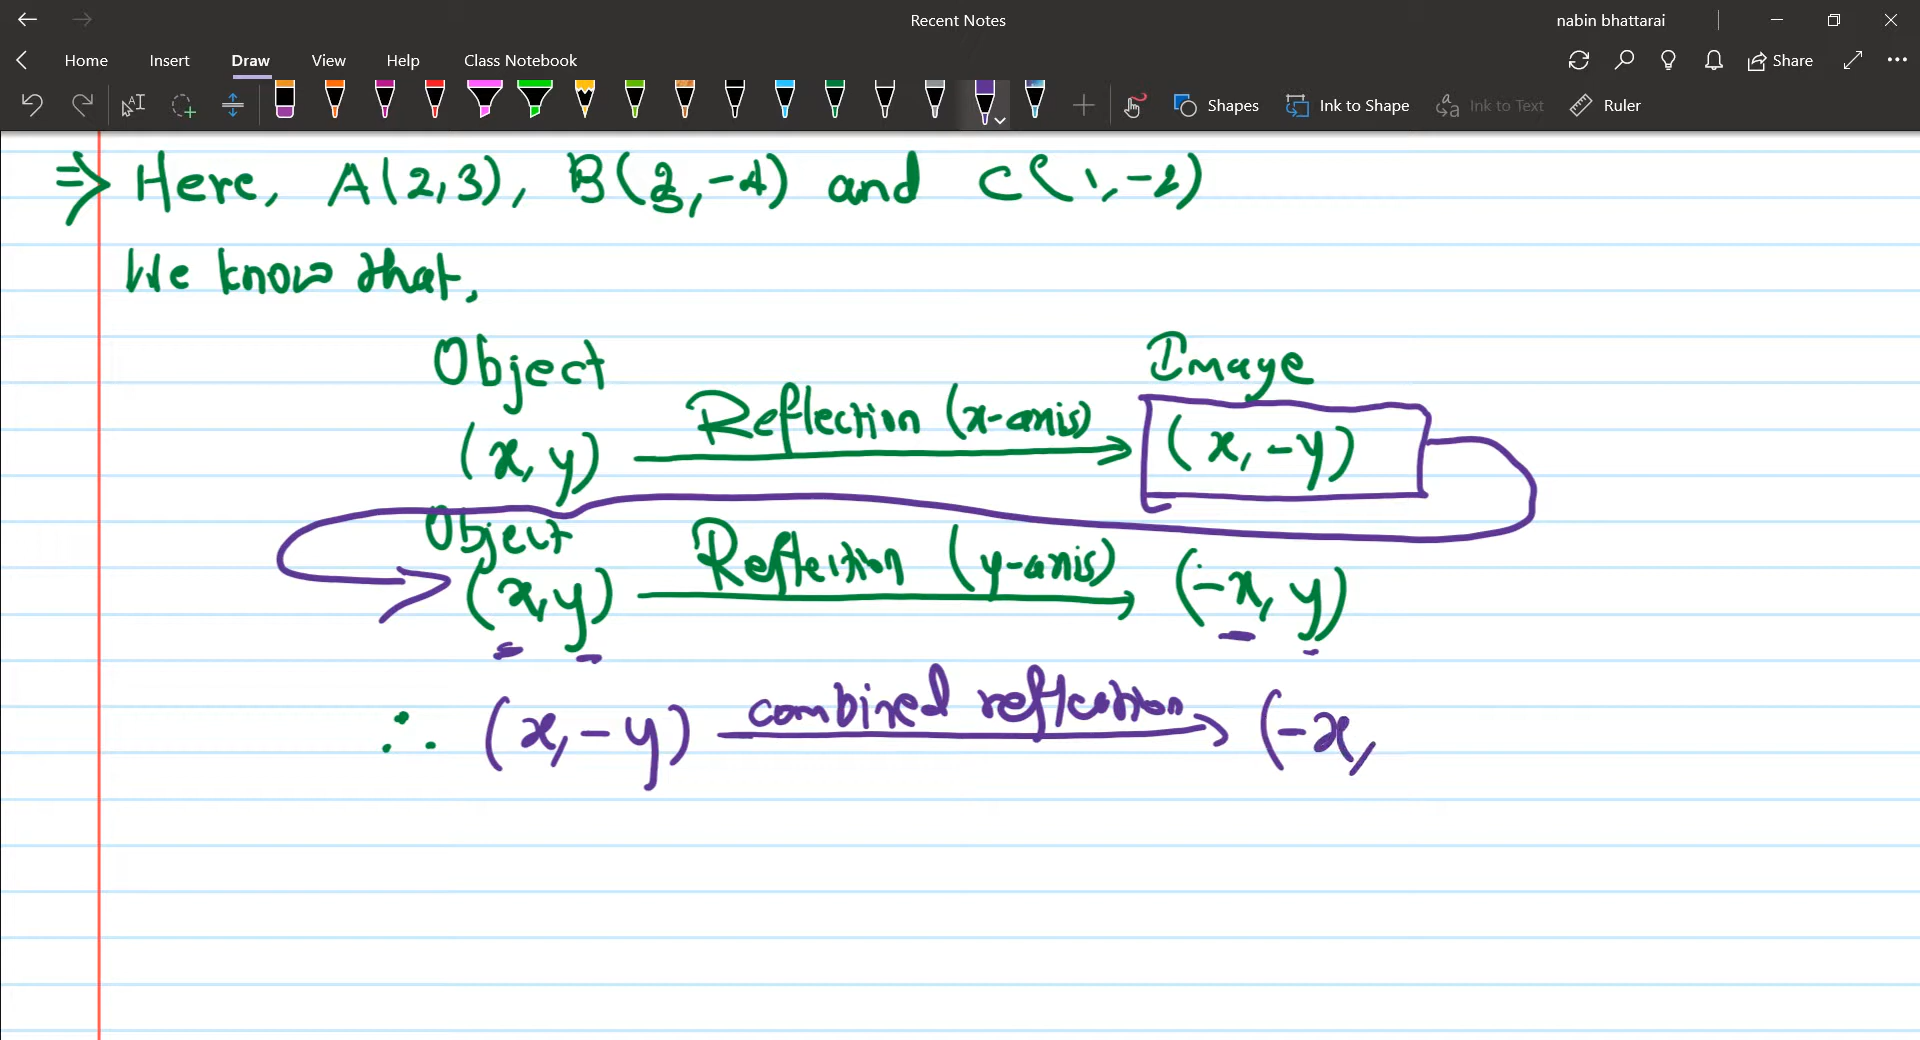 Recent Notes
nabin bhattarai
Home Insert Draw View Help Class Notebook
Share
Shapes Ink to Shape Ink to Text Ruler
⇒ Here, A(2,3), B(3,-4) and C(1,-2)
We know that,
Object Image
(x, y) Reflection (x-axis) (x, -y)
Object
(x, y) Reflection (y-axis) (-x, y)
∴ (x, -y) combined reflection (-x,